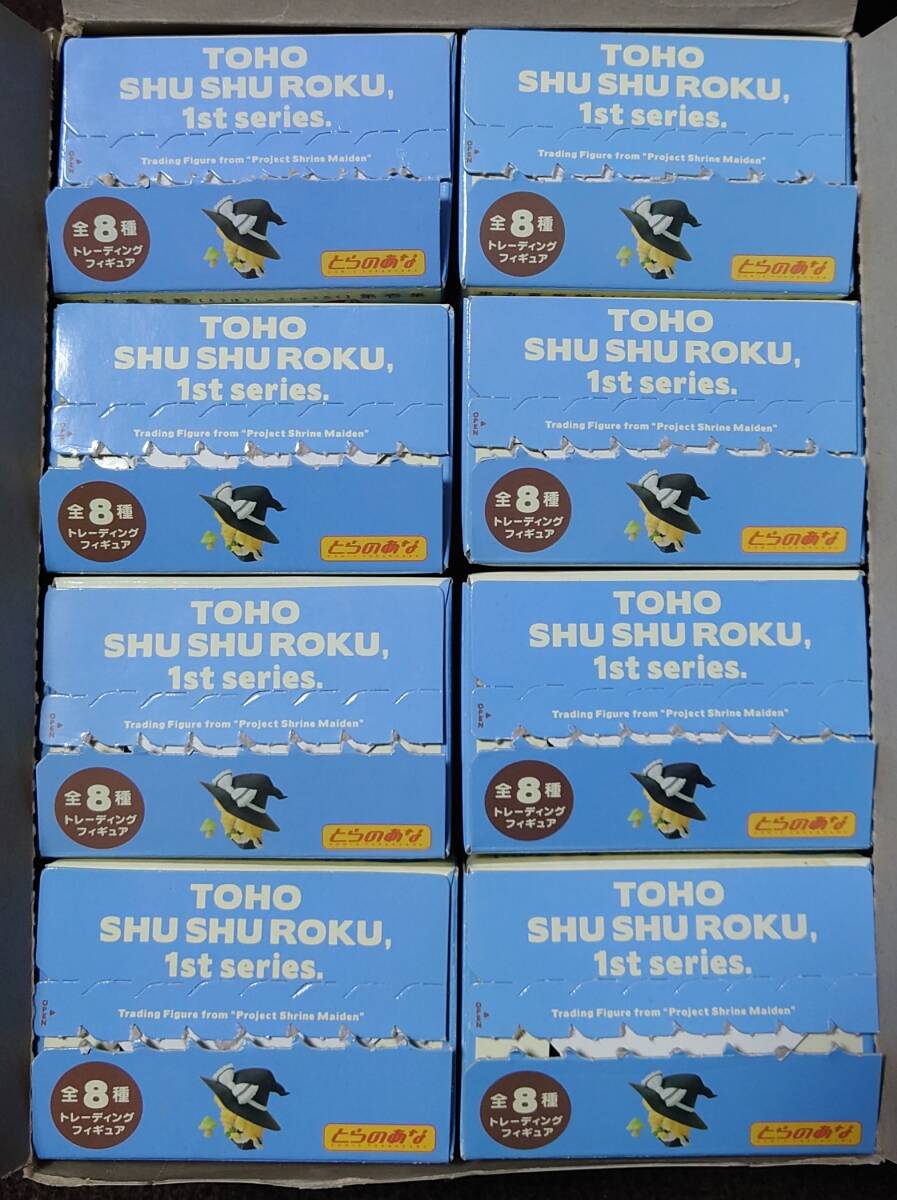 TOHO
SHU SHU ROKU,
1st series.
OPEN
Trading Figure from "Project Shrine Maiden"
全8種
トレーディング
フィギュア
とらのあな
TOHO
SHU SHU ROKU,
1st series.
OPEN
Trading Figure from "Project Shrine Maiden"
全8種
トレーディング
フィギュア
とらのあな
TOHO
SHU SHU ROKU,
1st series.
OPEN
Trading Figure from "Project Shrine Maiden"
全8種
トレーディング
フィギュア
とらのあな
TOHO
SHU SHU ROKU,
1st series.
OPEN
Trading Figure from "Project Shrine Maiden"
全8種
トレーディング
フィギュア
とらのあな
TOHO
SHU SHU ROKU,
1st series.
OPEN
Trading Figure from "Project Shrine Maiden"
全8種
トレーディング
フィギュア
とらのあな
TOHO
SHU SHU ROKU,
1st series.
OPEN
Trading Figure from "Project Shrine Maiden"
全8種
トレーディング
フィギュア
とらのあな
TOHO
SHU SHU ROKU,
1st series.
OPEN
Trading Figure from "Project Shrine Maiden"
全8種
トレーディング
フィギュア
とらのあな
TOHO
SHU SHU ROKU,
1st series.
OPEN
Trading Figure from "Project Shrine Maiden"
全8種
トレーディング
フィギュア
とらのあな